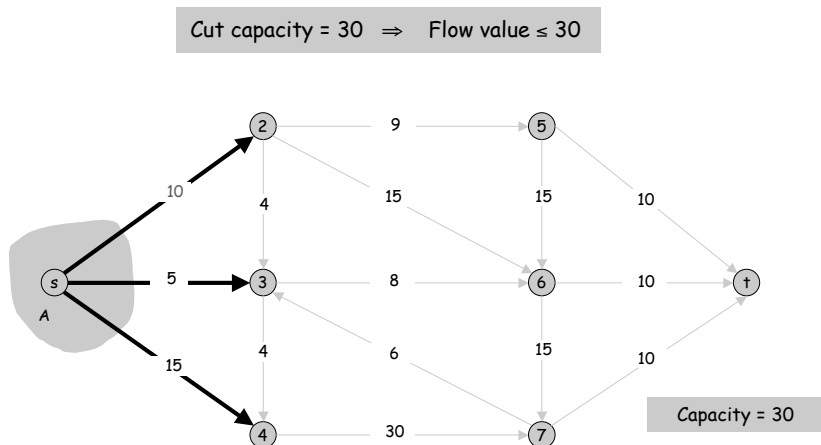 Cut capacity = 30 ⇒ Flow value ≤ 30
2 9 5
10 15 10
4 15
s 5 3 8 6 10 t
A
15 4 6 15 10
4 30 7
Capacity = 30